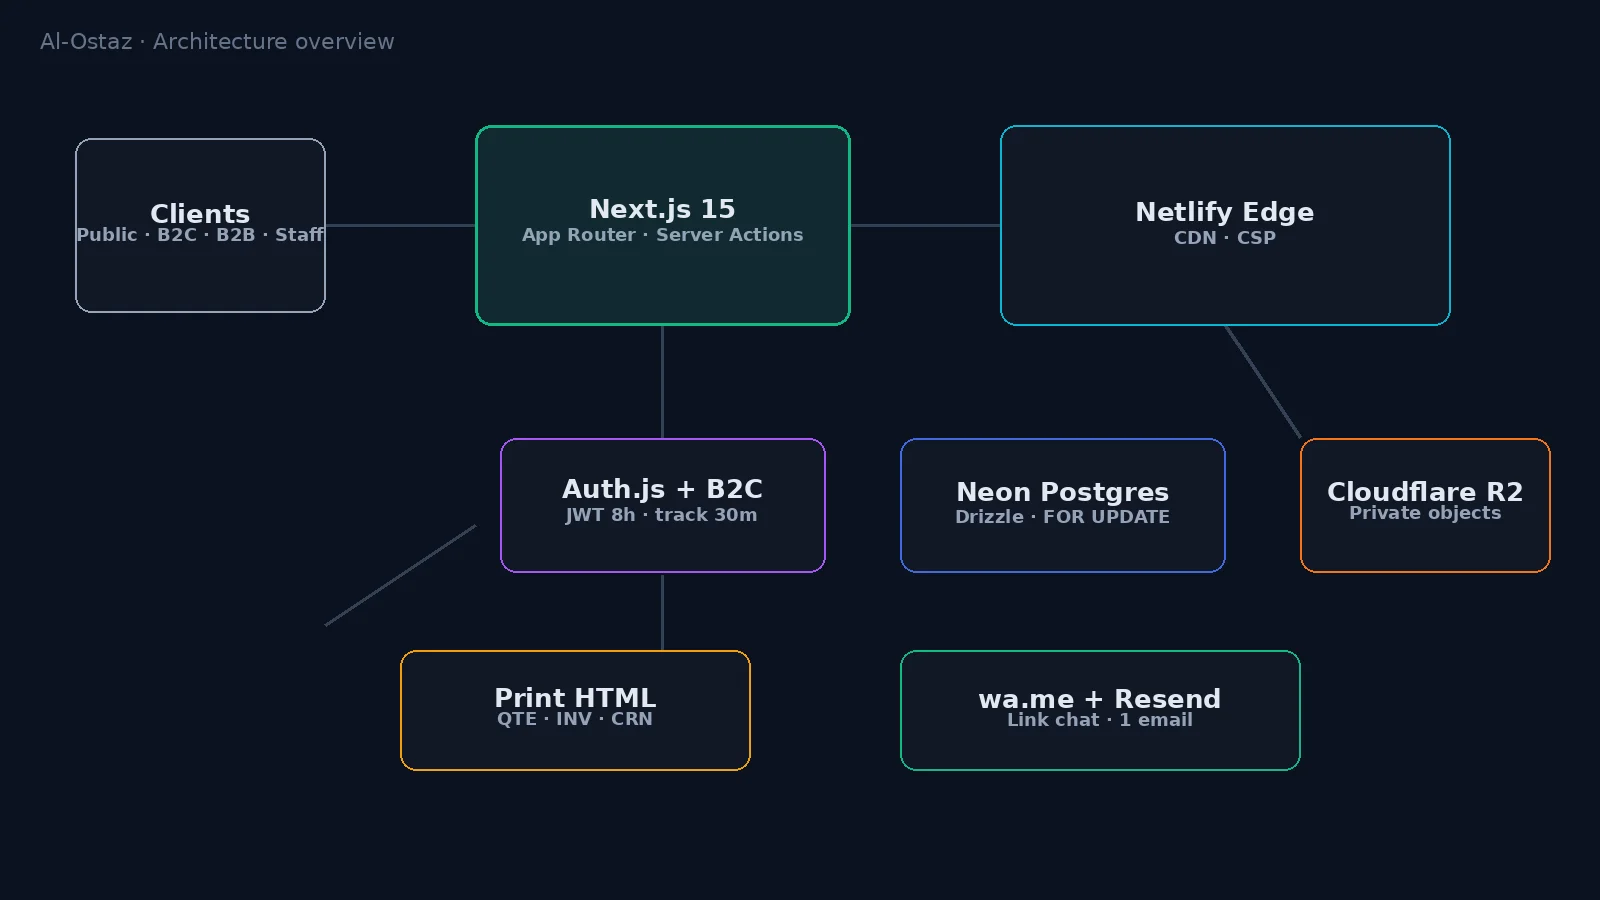 Al-Ostaz · Architecture overview
Clients
Public · B2C · B2B · Staff
Next.js 15
App Router · Server Actions
Netlify Edge
CDN · CSP
Auth.js + B2C
JWT 8h · track 30m
Neon Postgres
Drizzle · FOR UPDATE
Cloudflare R2
Private objects
Print HTML
QTE · INV · CRN
wa.me + Resend
Link chat · 1 email